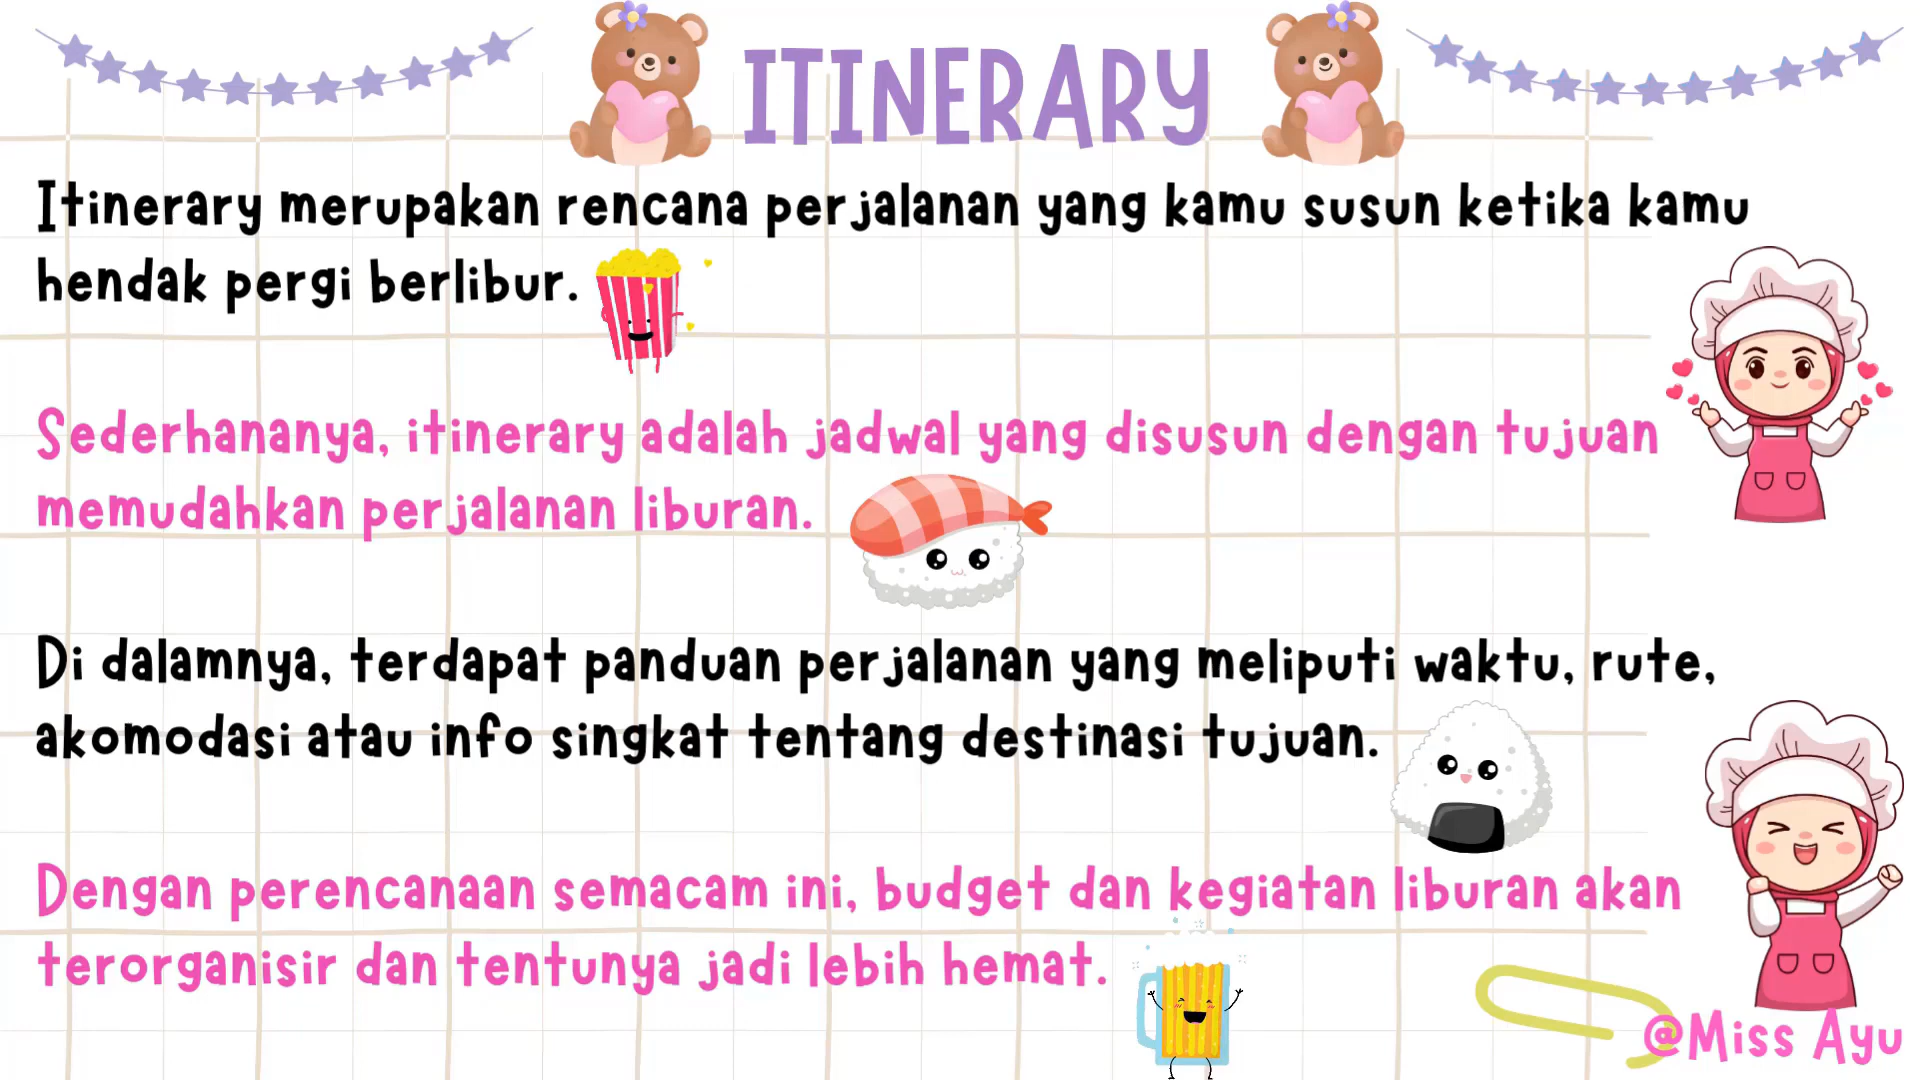 ITINERARY
Itinerary merupakan rencana perjalanan yang kamu susun ketika kamu
hendak pergi berlibur.
Sederhananya, itinerary adalah jadwal yang disusun dengan tujuan
memudahkan perjalanan liburan.
Di dalamnya, terdapat panduan perjalanan yang meliputi waktu, rute,
akomodasi atau info singkat tentang destinasi tujuan.
Dengan perencanaan semacam ini, budget dan kegiatan liburan akan
terorganisir dan tentunya jadi lebih hemat.
@Miss Ayu